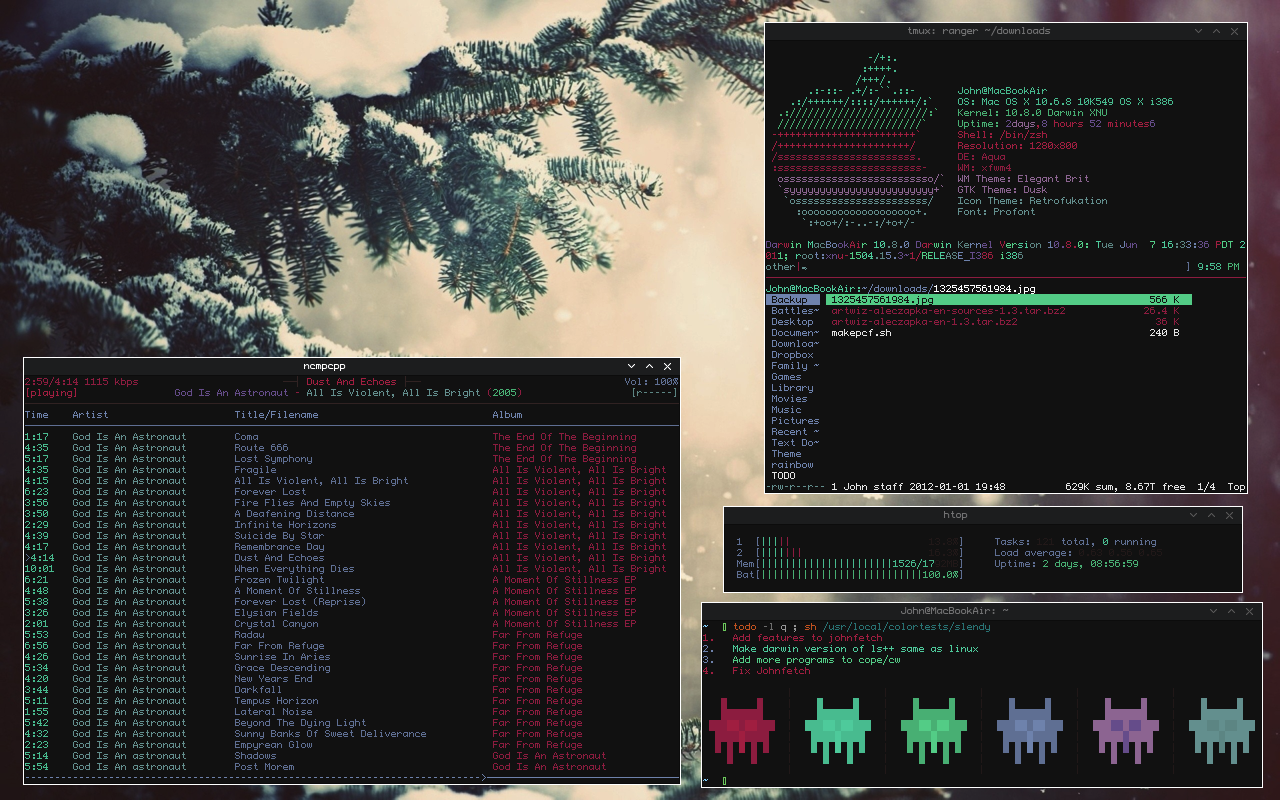 tmux: ranger ~/downloads
John@MacBookAir
OS: Mac OS X 10.6.8 10K549 OS X i386
Kernel: 10.8.0 Darwin XNU
Uptime: 2days,8 hours 52 minutes6
Shell: /bin/zsh
Resolution: 1280x800
DE: Aqua
WM: xfwm4
WM Theme: Elegant Brit
GTK Theme: Dusk
Icon Theme: Retrofukation
Font: Profont
Darwin MacBookAir 10.8.0 Darwin Kernel Version 10.8.0: Tue Jun  7 16:33:36 PDT 2
011; root:xnu-1504.15.3~1/RELEASE_I386 i386
other ] 9:58 PM
John@MacBookAir:~/downloads/1325457561984.jpg
Backup 1325457561984.jpg 566 K
Battles~ artwiz-aleczapka-en-sources-1.3.tar.bz2 26.4 K
Desktop artwiz-aleczapka-en-1.3.tar.bz2 36 K
Documen~ makepcf.sh 240 B
Downloa~
Dropbox
Family ~
Games
Library
Movies
Music
Pictures
Recent ~
Text Do~
Theme
rainbow
TODO
-rw-r--r-- 1 John staff 2012-01-01 19:48 629K sum, 8.67T free 1/4 Top
ncmpcpp
2:59/4:14 1115 kbps ──┤ Dust And Echoes ├── Vol: 100%
[playing] God Is An Astronaut - All Is Violent, All Is Bright (2005) [r-----]
Time Artist Title/Filename Album
1:17 God Is An Astronaut Coma The End Of The Beginning
4:35 God Is An Astronaut Route 666 The End Of The Beginning
5:17 God Is An Astronaut Lost Symphony The End Of The Beginning
4:35 God Is An Astronaut Fragile All Is Violent, All Is Bright
4:15 God Is An Astronaut All Is Violent, All Is Bright All Is Violent, All Is Bright
6:23 God Is An Astronaut Forever Lost All Is Violent, All Is Bright
3:56 God Is An Astronaut Fire Flies And Empty Skies All Is Violent, All Is Bright
3:50 God Is An Astronaut A Deafening Distance All Is Violent, All Is Bright
2:29 God Is An Astronaut Infinite Horizons All Is Violent, All Is Bright
4:39 God Is An Astronaut Suicide By Star All Is Violent, All Is Bright
4:17 God Is An Astronaut Remembrance Day All Is Violent, All Is Bright
>4:14 God Is An Astronaut Dust And Echoes All Is Violent, All Is Bright
10:01 God Is An Astronaut When Everything Dies All Is Violent, All Is Bright
6:21 God Is An Astronaut Frozen Twilight A Moment Of Stillness EP
4:48 God Is An Astronaut A Moment Of Stillness A Moment Of Stillness EP
5:38 God Is An Astronaut Forever Lost (Reprise) A Moment Of Stillness EP
3:26 God Is An Astronaut Elysian Fields A Moment Of Stillness EP
2:01 God Is An Astronaut Crystal Canyon A Moment Of Stillness EP
5:53 God Is An Astronaut Radau Far From Refuge
6:56 God Is An Astronaut Far From Refuge Far From Refuge
4:26 God Is An Astronaut Sunrise In Aries Far From Refuge
5:34 God Is An Astronaut Grace Descending Far From Refuge
4:20 God Is An Astronaut New Years End Far From Refuge
3:44 God Is An Astronaut Darkfall Far From Refuge
5:11 God Is An Astronaut Tempus Horizon Far From Refuge
1:55 God Is An Astronaut Lateral Noise Far From Refuge
5:42 God Is An Astronaut Beyond The Dying Light Far From Refuge
4:32 God Is An Astronaut Sunny Banks Of Sweet Deliverance Far From Refuge
2:23 God Is An Astronaut Empyrean Glow Far From Refuge
5:14 God Is An astronaut Shadows God Is An Astronaut
5:54 God Is An astronaut Post Morem God Is An Astronaut
htop
1 [|||||] Tasks: total, 0 running
2 [|||||||] Load average:
Mem[||||||||||||||||||||||1526/17] Uptime: 2 days, 08:56:59
Bat[|||||||||||||||||||||||||||100.0%]
John@MacBookAir: ~
~ [] todo -l q ; sh /usr/local/colortests/slendy
1. Add features to johnfetch
2. Make darwin version of ls++ same as linux
3. Add more programs to cope/cw
4. Fix Johnfetch
~ []